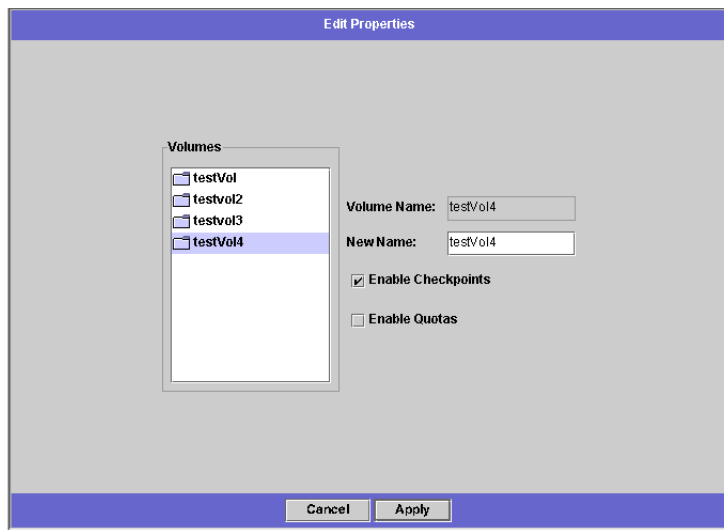 Edit Properties
Volumes
testVol
testvol2
testvol3
testVol4
Volume Name: testVol4
New Name: testVol4
Enable Checkpoints
Enable Quotas
Cancel Apply